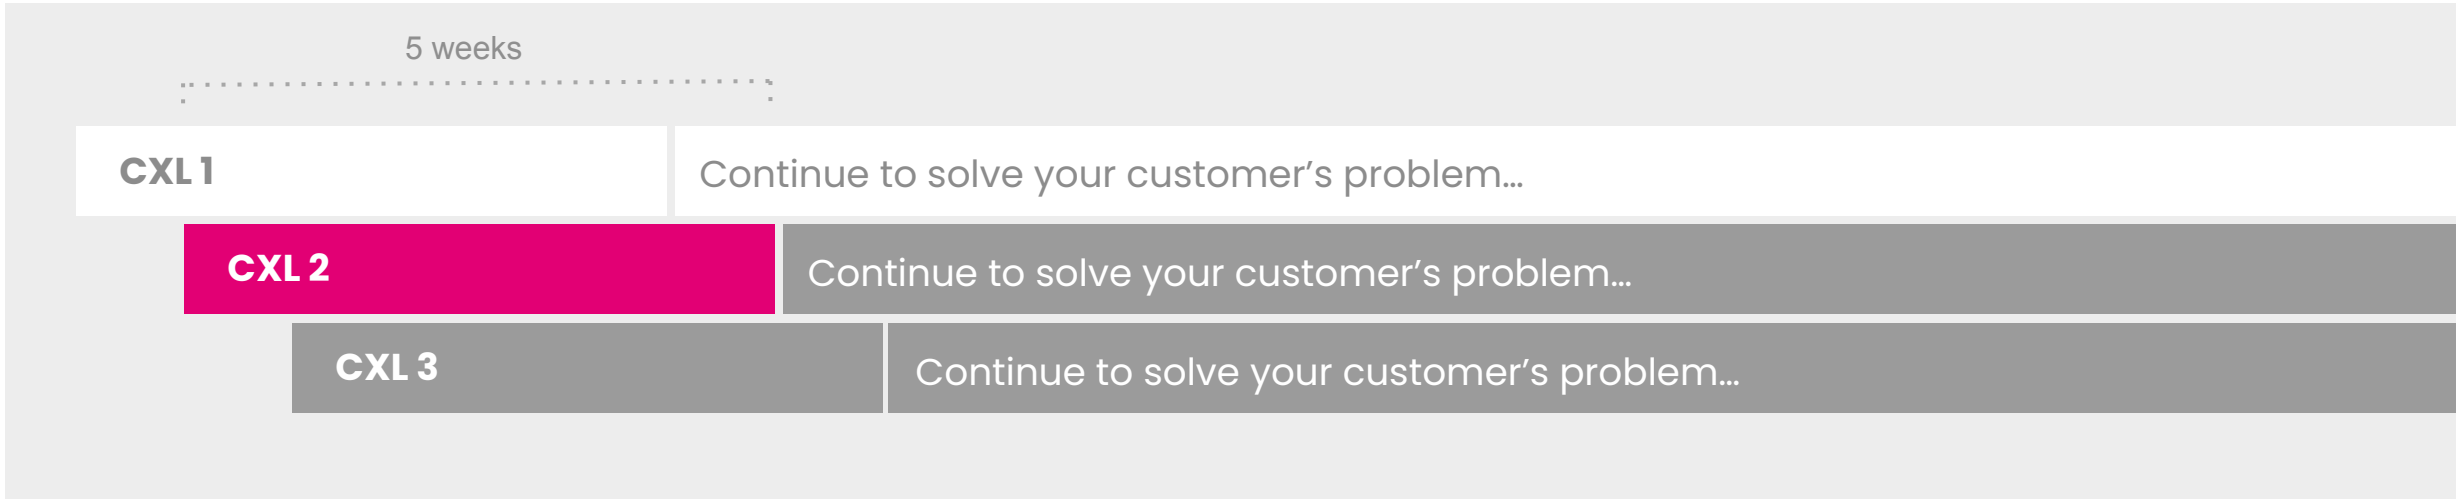 5 weeks
CXL 1
Continue to solve your customer’s problem...
CXL 2
Continue to solve your customer’s problem...
CXL 3
Continue to solve your customer’s problem...